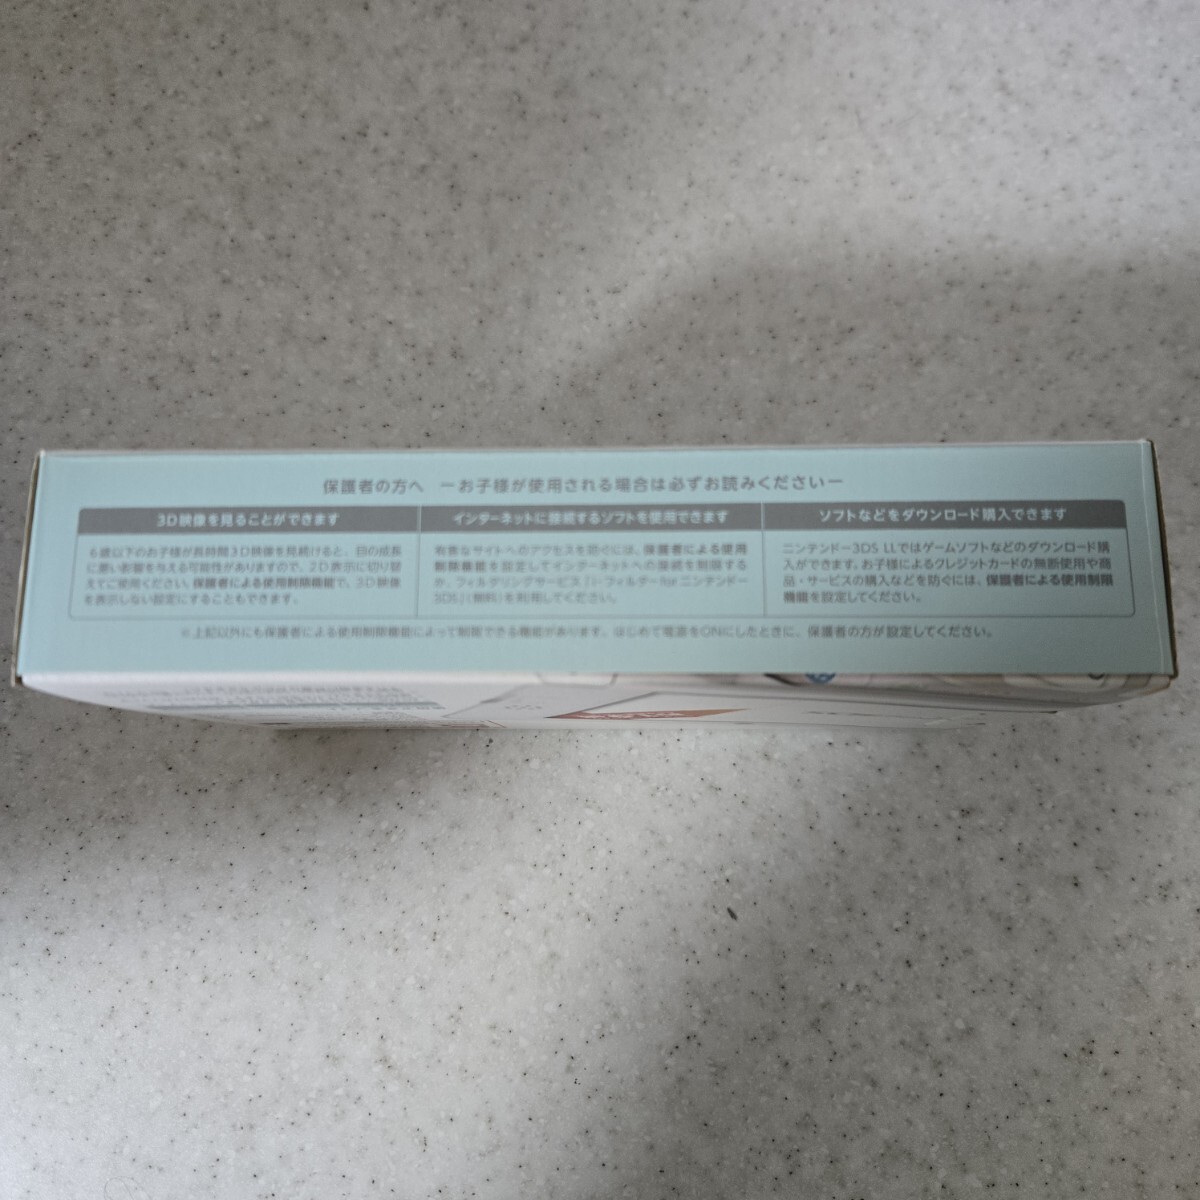 保護者の方へ －お子様が使用される場合は必ずお読みください－
3D映像を見ることができます
6歳以下のお子様が長時間3D映像を見続けると、目の成長
に悪い影響を与える可能性がありますので、2D表示に切り替
えてご使用ください。保護者による使用制限機能で、3D映像
を表示しない設定にすることもできます。
インターネットに接続するソフトを使用できます
有害なサイトへのアクセスを防ぐには、保護者による使用
制限機能を設定してインターネットへの接続を制限する
か、フィルタリングサービス「i-フィルター for ニンテンドー
3DS」（無料）を利用してください。
ソフトなどをダウンロード購入できます
ニンテンドー3DS LLではゲームソフトなどのダウンロード購
入ができます。お子様によるクレジットカードの無断使用や商
品・サービスの購入などを防ぐには、保護者による使用制限
機能を設定してください。
※上記以外にも保護者による使用制限機能によって制限できる機能があります。はじめて電源をONにしたときに、保護者の方が設定してください。